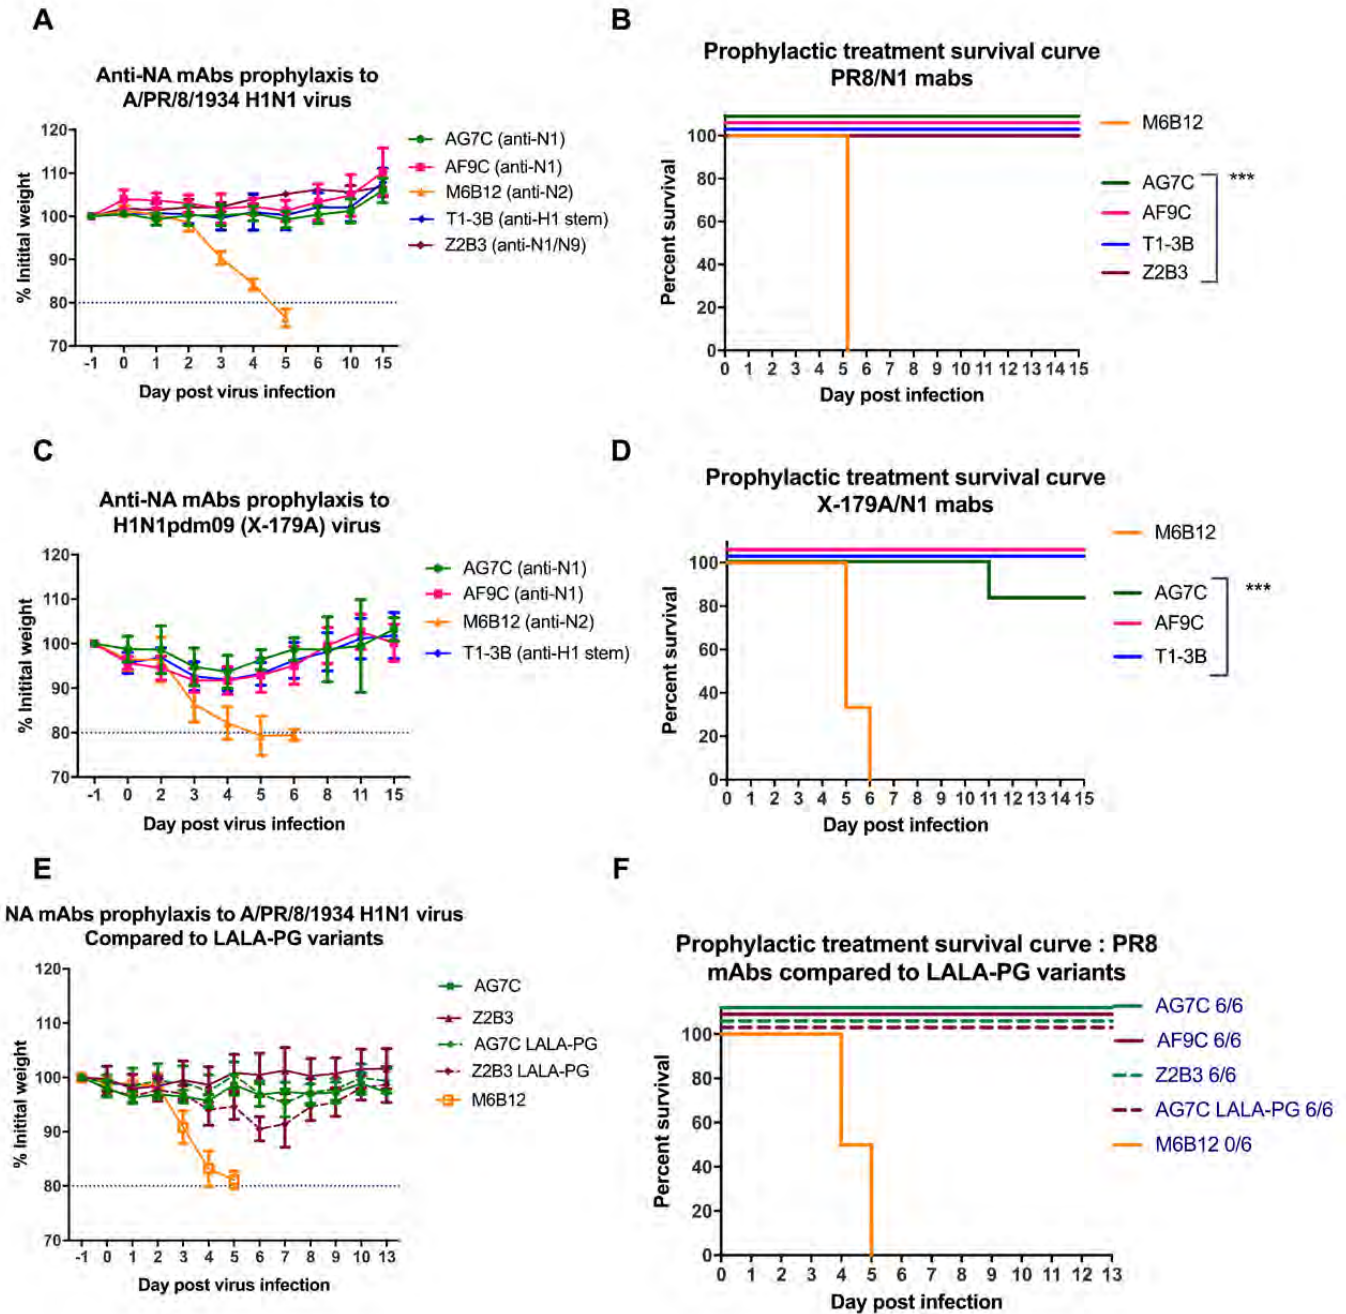 A
Anti-NA mAbs prophylaxis to
A/PR/8/1934 H1N1 virus
120
110
100
90
80
70
% Initital weight
-1 0 1 2 3 4 5 6 10 15
Day post virus infection
AG7C (anti-N1)
AF9C (anti-N1)
M6B12 (anti-N2)
T1-3B (anti-H1 stem)
Z2B3 (anti-N1/N9)
B
Prophylactic treatment survival curve
PR8/N1 mabs
100
80
60
40
20
0
Percent survival
0 1 2 3 4 5 6 7 8 9 10 11 12 13 14 15
Day post infection
M6B12
AG7C
AF9C
T1-3B
Z2B3
***
C
Anti-NA mAbs prophylaxis to
H1N1pdm09 (X-179A) virus
120
110
100
90
80
70
% Initital weight
-1 0 1 2 3 4 5 6 8 11 15
Day post virus infection
AG7C (anti-N1)
AF9C (anti-N1)
M6B12 (anti-N2)
T1-3B (anti-H1 stem)
D
Prophylactic treatment survival curve
X-179A/N1 mabs
100
80
60
40
20
0
Percent survival
0 1 2 3 4 5 6 7 8 9 10 11 12 13 14 15
Day post infection
M6B12
AG7C
AF9C
T1-3B
***
E
NA mAbs prophylaxis to A/PR/8/1934 H1N1 virus
Compared to LALA-PG variants
120
110
100
90
80
70
% Initital weight
-1 0 1 2 3 4 5 6 7 8 9 10 13
Day post virus infection
AG7C
Z2B3
AG7C LALA-PG
Z2B3 LALA-PG
M6B12
F
Prophylactic treatment survival curve : PR8
mAbs compared to LALA-PG variants
100
80
60
40
20
0
Percent survival
0 1 2 3 4 5 6 7 8 9 10 11 12 13
Day post infection
AG7C 6/6
AF9C 6/6
Z2B3 6/6
AG7C LALA-PG 6/6
M6B12 0/6